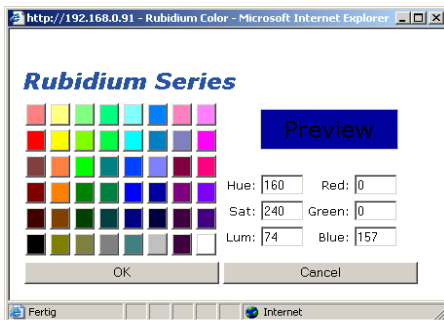 http://192.168.0.91 - Rubidium Color - Microsoft Internet Explorer
Rubidium Series
Preview
Hue: 160 Red: 0
Sat: 240 Green: 0
Lum: 74 Blue: 157
OK Cancel
Fertig Internet